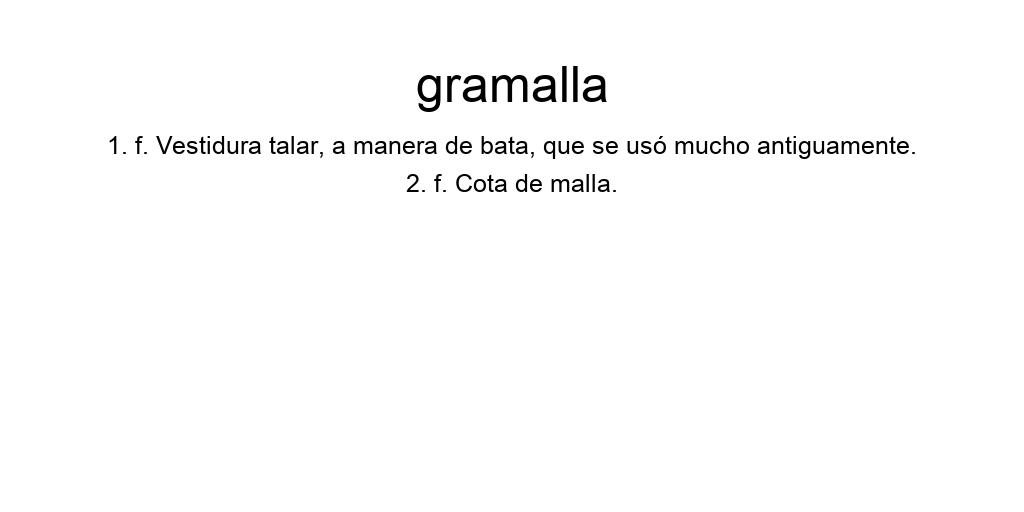 gramalla
1. f. Vestidura talar, a manera de bata, que se usó mucho antiguamente.
2. f. Cota de malla.